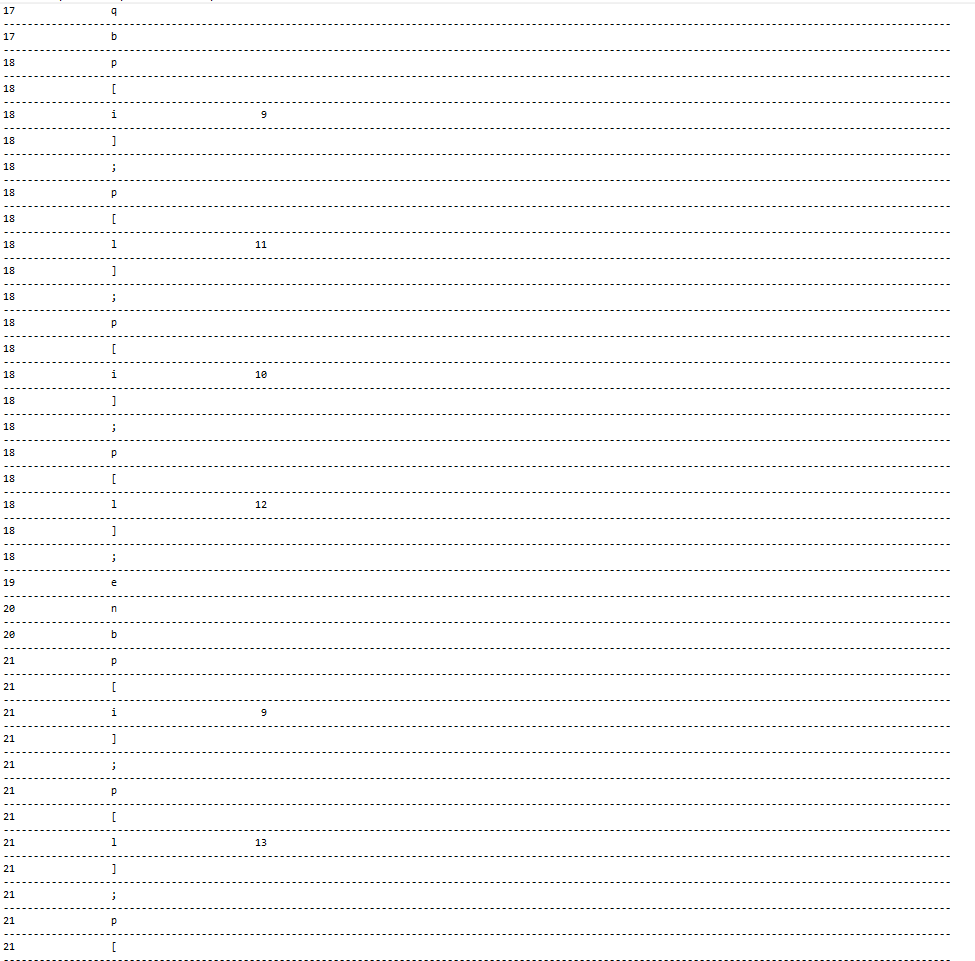 17 q
17 b
18 p
18 [
18 i 9
18 ]
18 ;
18 p
18 [
18 l 11
18 ]
18 ;
18 p
18 [
18 i 10
18 ]
18 ;
18 p
18 [
18 l 12
18 ]
18 ;
19 e
20 n
20 b
21 p
21 [
21 i 9
21 ]
21 ;
21 p
21 [
21 l 13
21 ]
21 ;
21 p
21 [